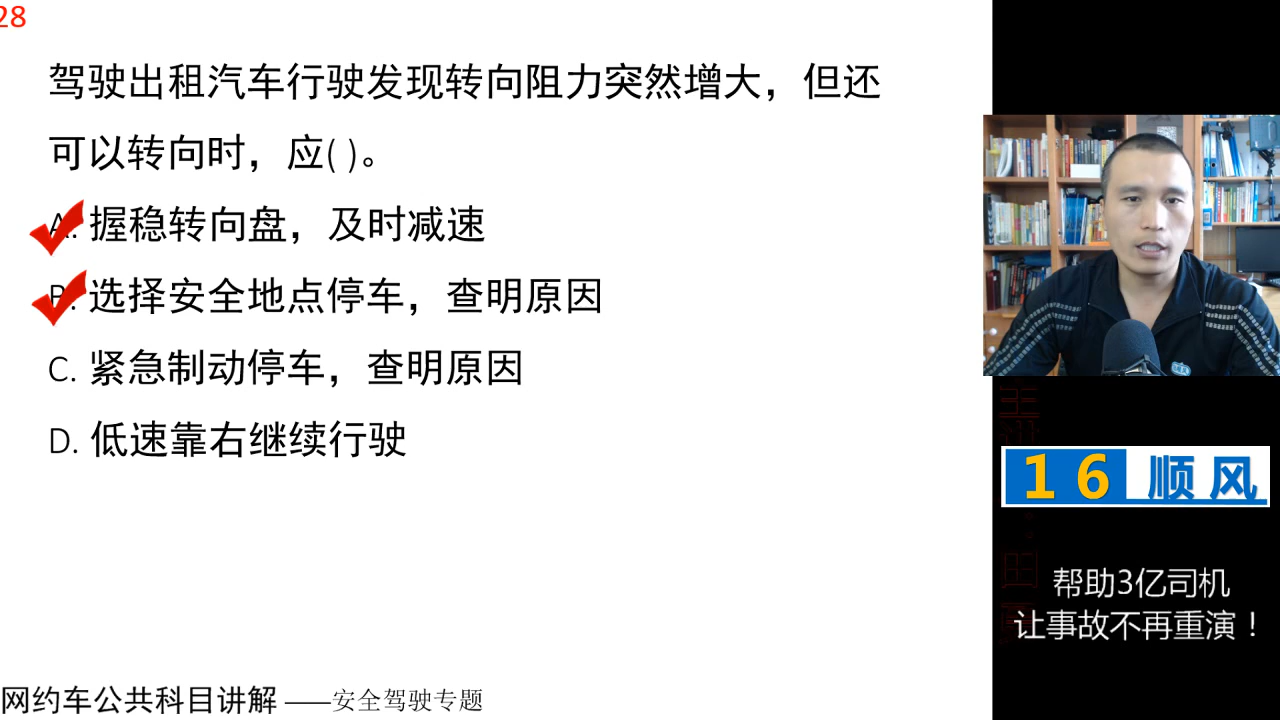 28
驾驶出租汽车行驶发现转向阻力突然增大，但还
可以转向时，应( )。
A. 握稳转向盘，及时减速
B. 选择安全地点停车，查明原因
C. 紧急制动停车，查明原因
D. 低速靠右继续行驶
16顺风
帮助3亿司机
让事故不再重演！
网约车公共科目讲解 ——安全驾驶专题